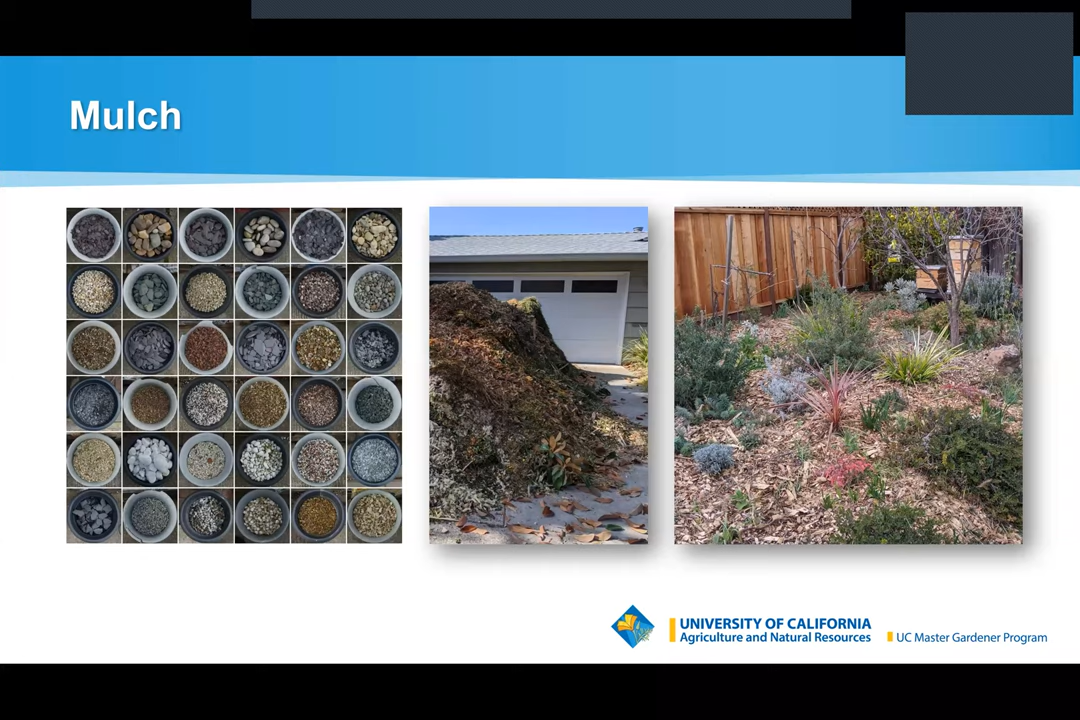 Mulch
UNIVERSITY OF CALIFORNIA
Agriculture and Natural Resources
UC Master Gardener Program